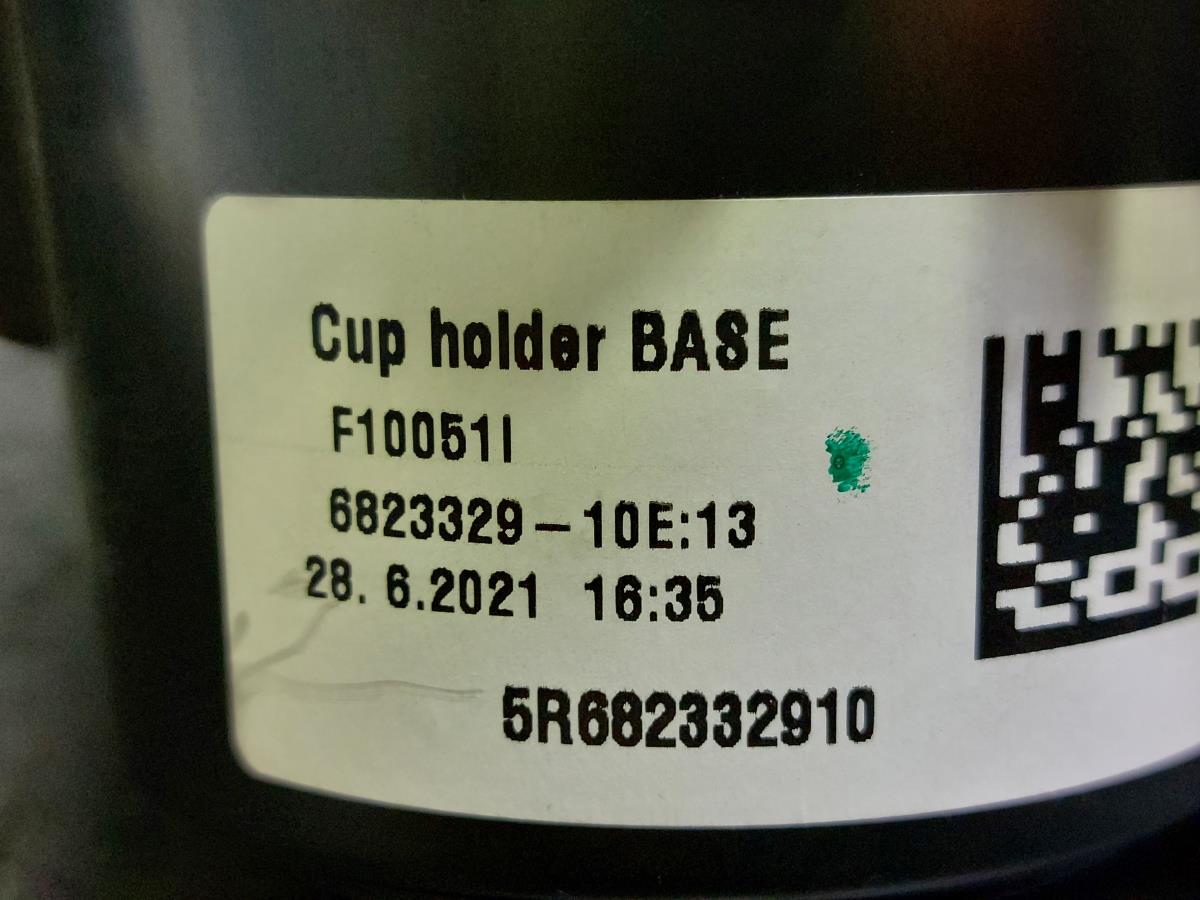 Cup holder BASE
F10051I
6823329-10E:13
28. 6.2021 16:35
5R682332910